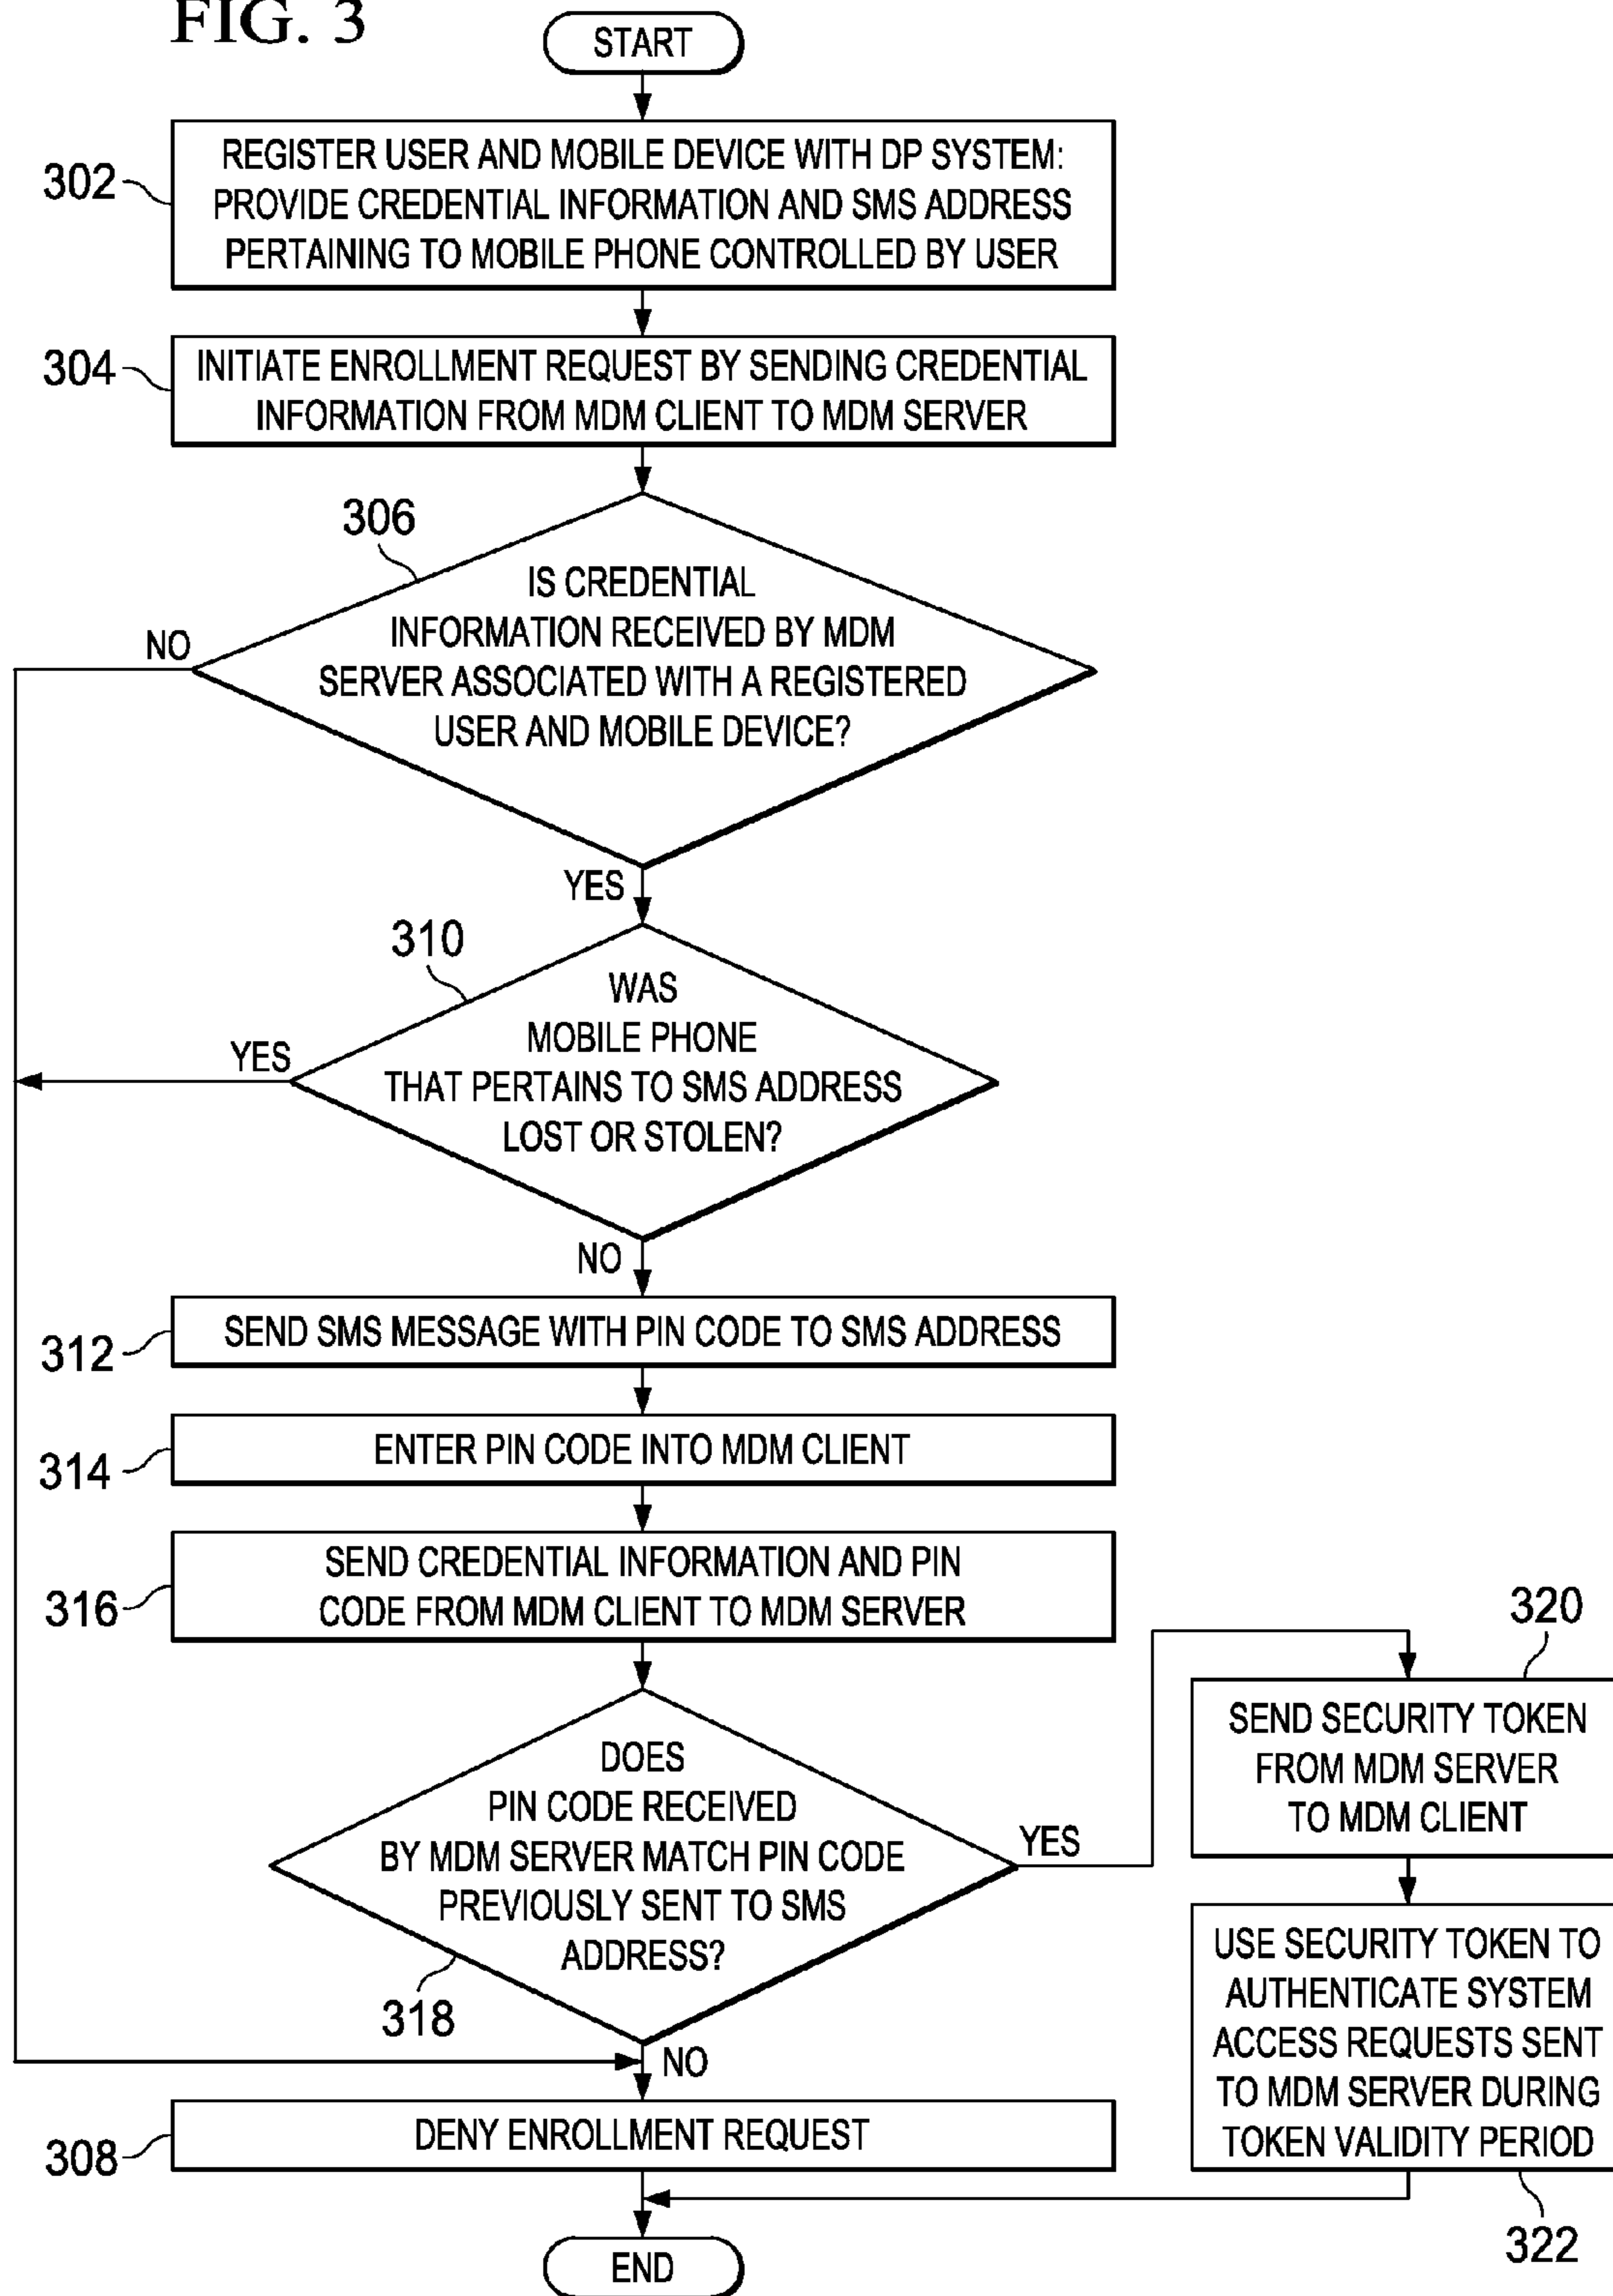 FIG. 3
START
302
REGISTER USER AND MOBILE DEVICE WITH DP SYSTEM:
PROVIDE CREDENTIAL INFORMATION AND SMS ADDRESS
PERTAINING TO MOBILE PHONE CONTROLLED BY USER
304
INITIATE ENROLLMENT REQUEST BY SENDING CREDENTIAL
INFORMATION FROM MDM CLIENT TO MDM SERVER
306
IS CREDENTIAL
INFORMATION RECEIVED BY MDM
SERVER ASSOCIATED WITH A REGISTERED
USER AND MOBILE DEVICE?
NO
YES
310
WAS
MOBILE PHONE
THAT PERTAINS TO SMS ADDRESS
LOST OR STOLEN?
YES
NO
312
SEND SMS MESSAGE WITH PIN CODE TO SMS ADDRESS
314
ENTER PIN CODE INTO MDM CLIENT
316
SEND CREDENTIAL INFORMATION AND PIN
CODE FROM MDM CLIENT TO MDM SERVER
DOES
PIN CODE RECEIVED
BY MDM SERVER MATCH PIN CODE
PREVIOUSLY SENT TO SMS
ADDRESS?
318
YES
NO
320
SEND SECURITY TOKEN
FROM MDM SERVER
TO MDM CLIENT
USE SECURITY TOKEN TO
AUTHENTICATE SYSTEM
ACCESS REQUESTS SENT
TO MDM SERVER DURING
TOKEN VALIDITY PERIOD
322
308
DENY ENROLLMENT REQUEST
END